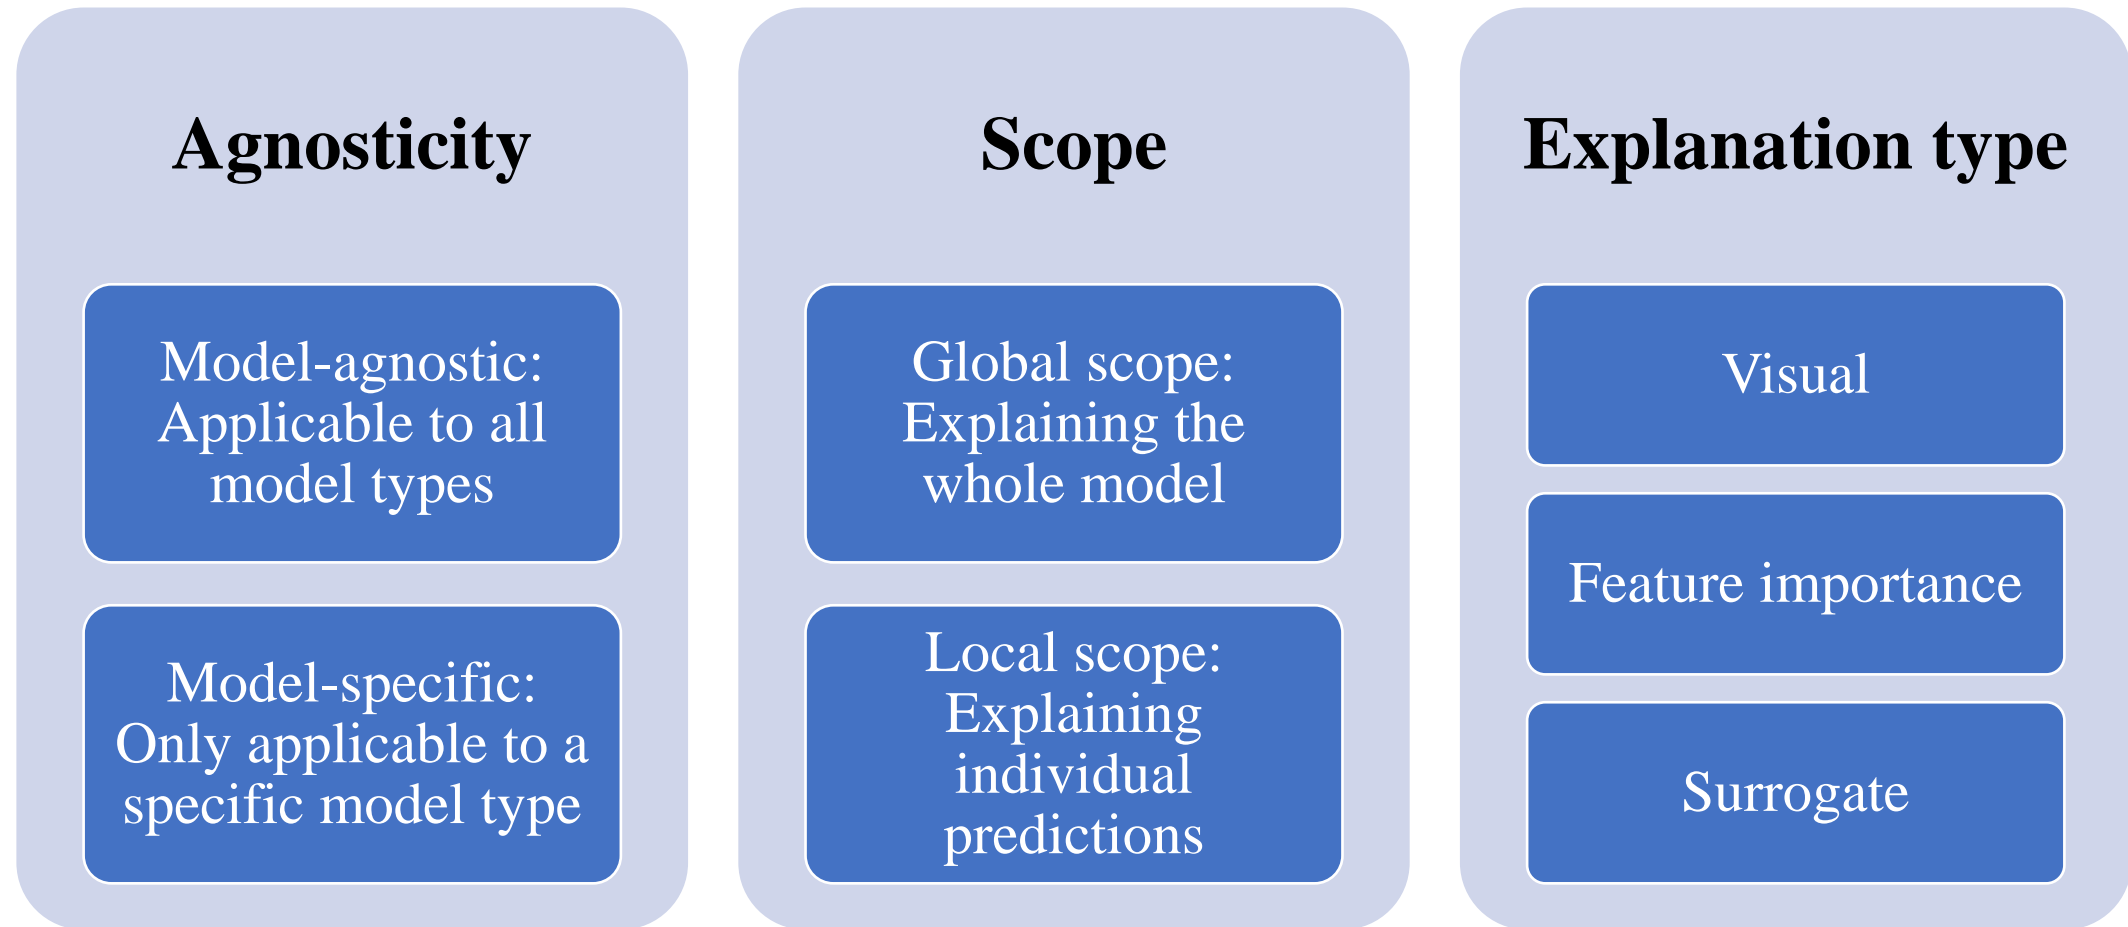 Agnosticity
Model-agnostic:
Applicable to all
model types
Model-specific:
Only applicable to a
specific model type
Scope
Global scope:
Explaining the
whole model
Local scope:
Explaining
individual
predictions
Explanation type
Visual
Feature importance
Surrogate